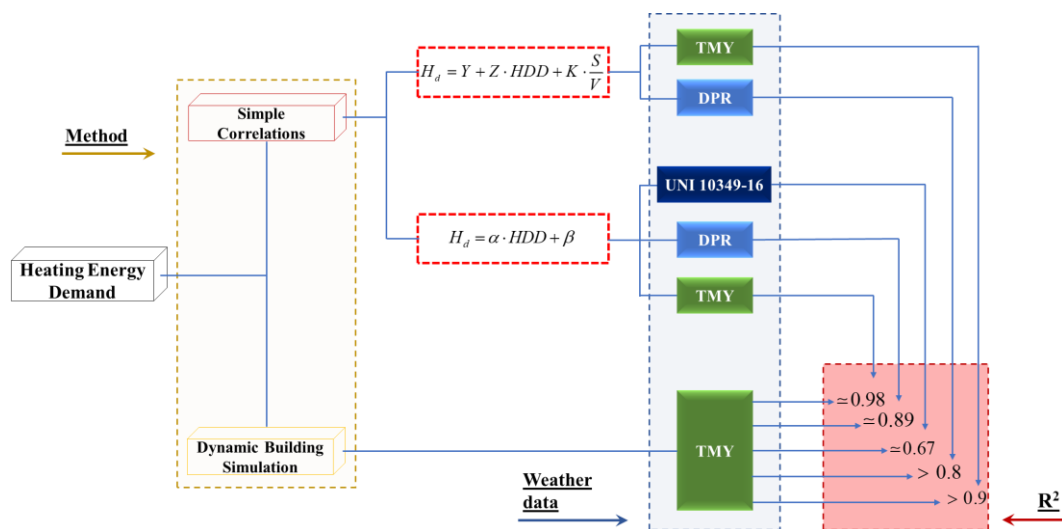 Method
Simple
Correlations
Heating Energy
Demand
Dynamic Building
Simulation
H_d = Y + Z · HDD + K · S/V
H_d = α · HDD + β
TMY
DPR
UNI 10349-16
DPR
TMY
TMY
≃0.98
≃0.89
≃0.67
> 0.8
> 0.9
Weather
data
R²